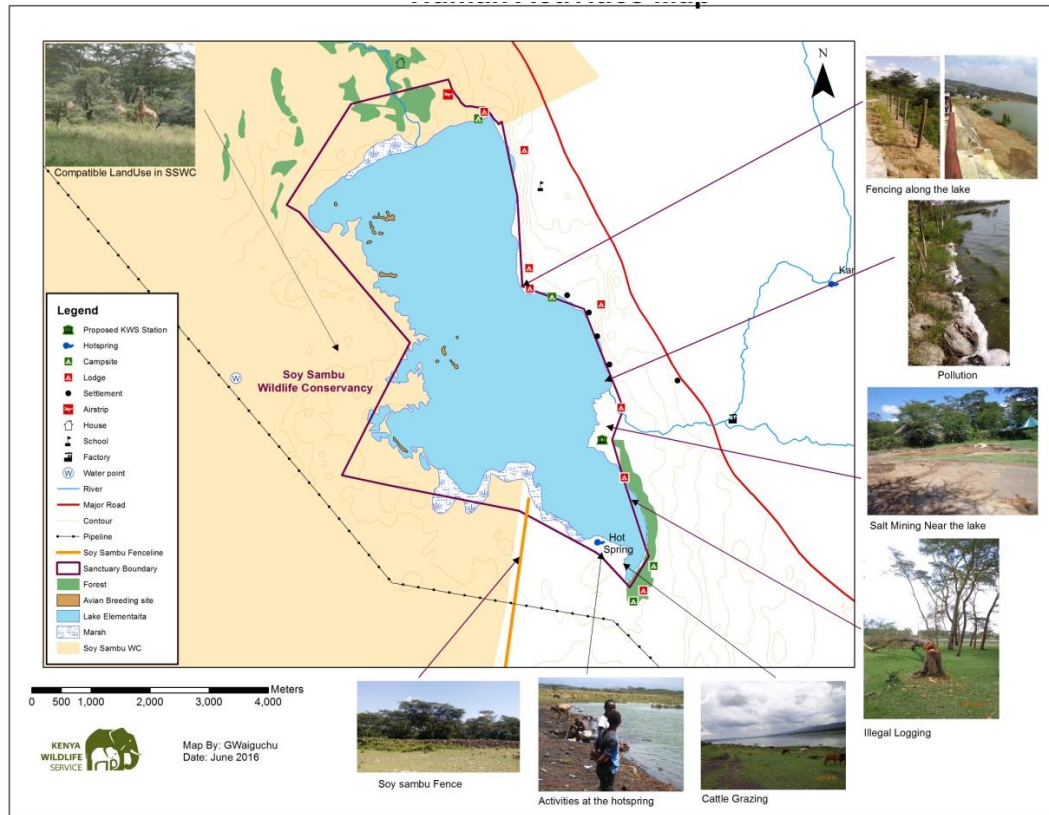 N
Compatible LandUse in SSWC
Fencing along the lake
Kar
Legend
Proposed KWS Station
Hotspring
Campsite
Lodge
Settlement
Airstrip
House
School
Factory
Water point
River
Major Road
Contour
Pipeline
Soy Sambu Fenceline
Sanctuary Boundary
Forest
Avian Breeding site
Lake Elementaita
Marsh
Soy Sambu WC
W
W
Soy Sambu
Wildlife Conservancy
Pollution
Salt Mining Near the lake
Hot
Spring
Illegal Logging
Meters
0 500 1,000 2,000 3,000 4,000
KENYA
WILDLIFE
SERVICE
Map By: GWaiguchu
Date: June 2016
Soy sambu Fence
Activities at the hotspring
Cattle Grazing